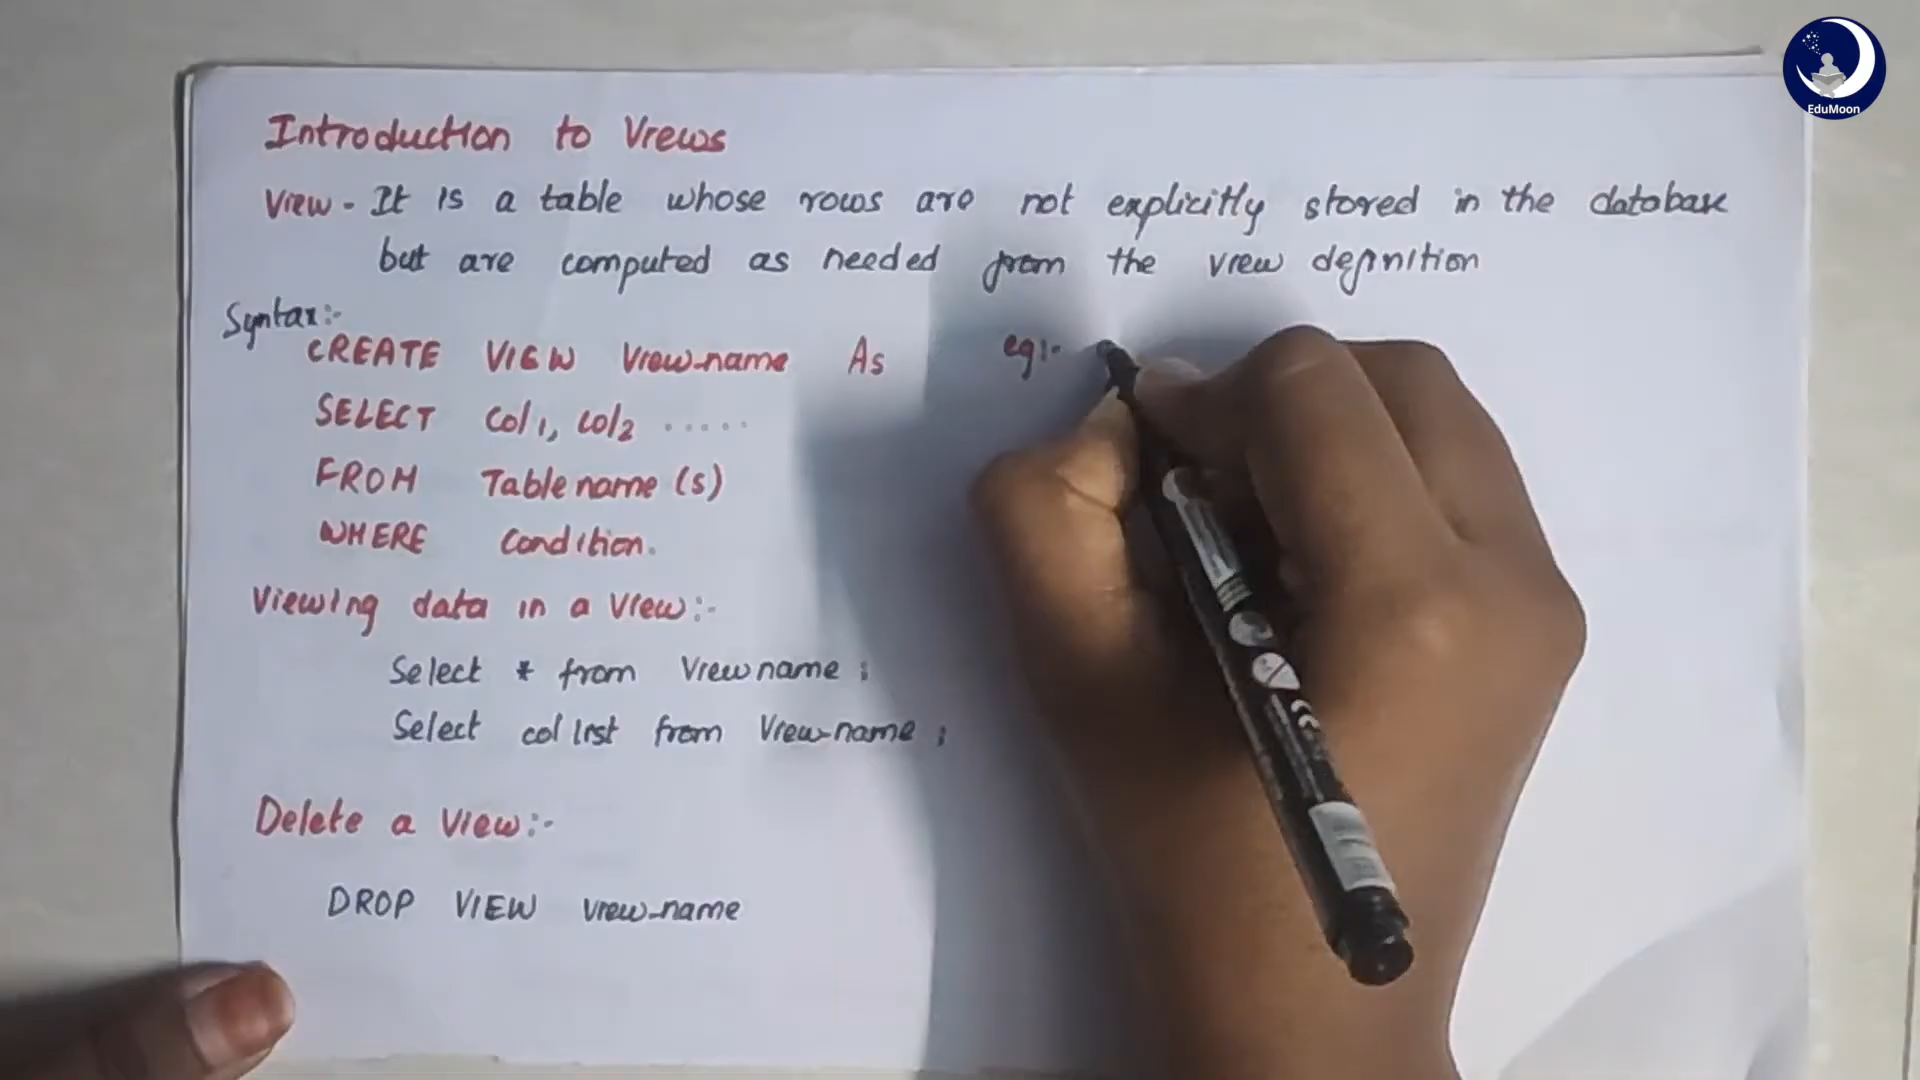 Introduction to Views
View - It is a table whose rows are not explicitly stored in the database
but are computed as needed from the view definition
Syntax:-
CREATE VIEW View-name As
eg:-
SELECT Col1, Col2 .....
FROM Table name (s)
WHERE Condition.
Viewing data in a View:-
Select * from Viewname ;
Select col list from View-name ;
Delete a View:-
DROP VIEW view-name
EduMoon